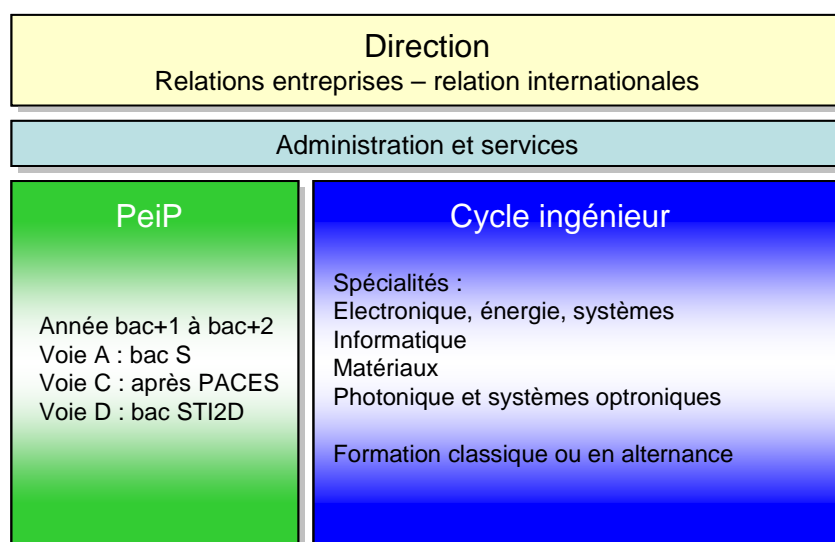 Direction
Relations entreprises – relation internationales
Administration et services
PeiP
Année bac+1 à bac+2
Voie A : bac S
Voie C : après PACES
Voie D : bac STI2D
Cycle ingénieur
Spécialités :
Electronique, énergie, systèmes
Informatique
Matériaux
Photonique et systèmes optroniques
Formation classique ou en alternance